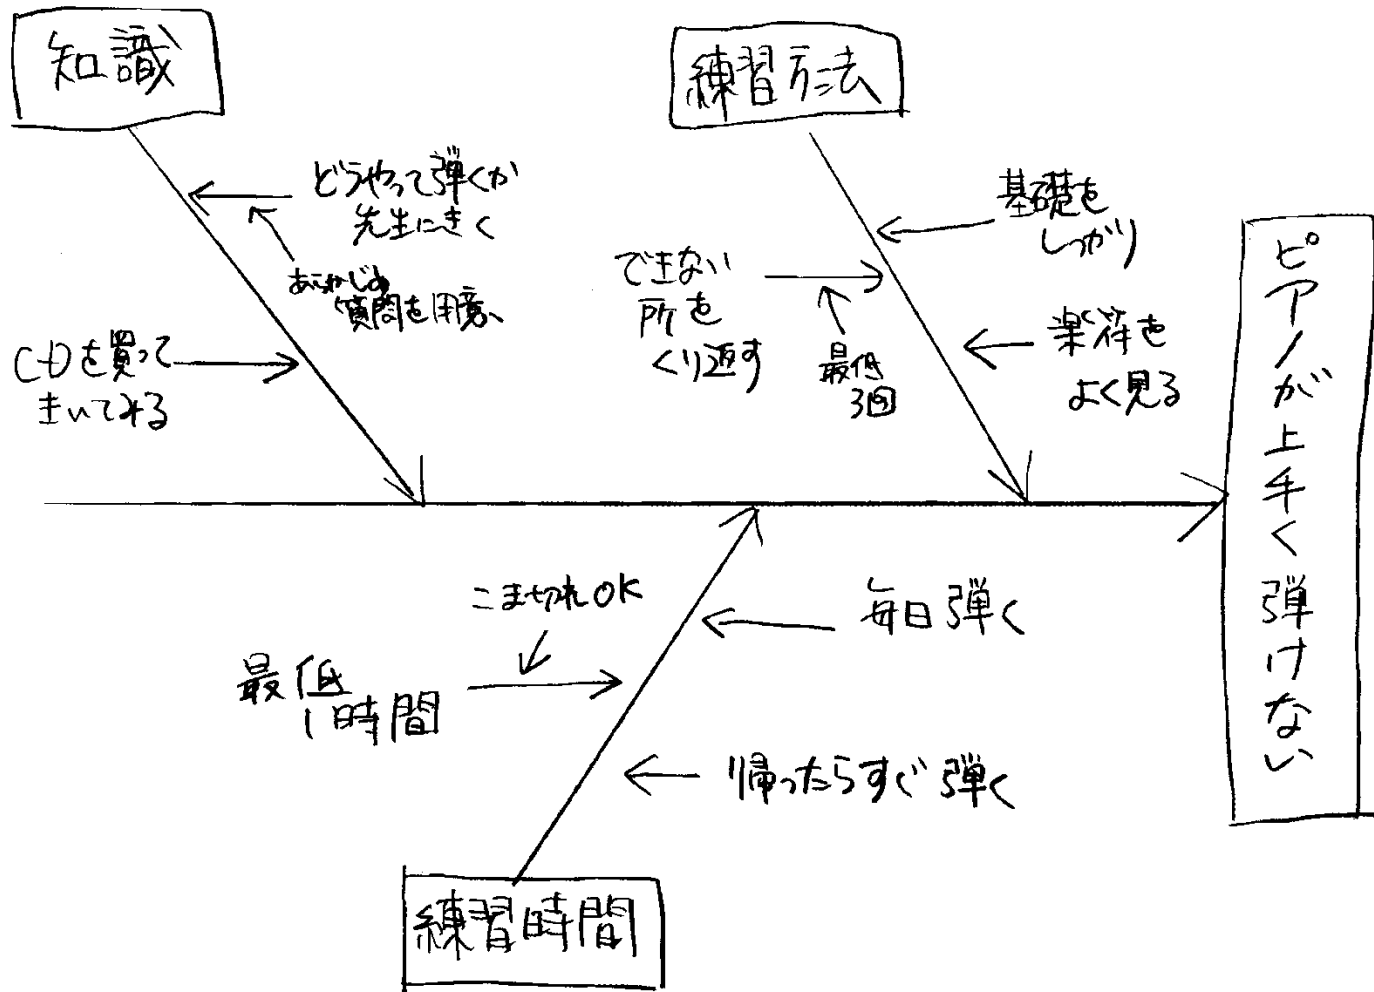 知識
どうやって弾くか
先生にきく
あらかじめ
質問を用意
CDを買って
きいてみる
練習方法
基礎を
しっかり
できない
所を
くり返す
最低
3回
楽符を
よく見る
ピアノが上手く弾けない
こま切れOK
毎日弾く
最低
1時間
帰ったらすぐ弾く
練習時間